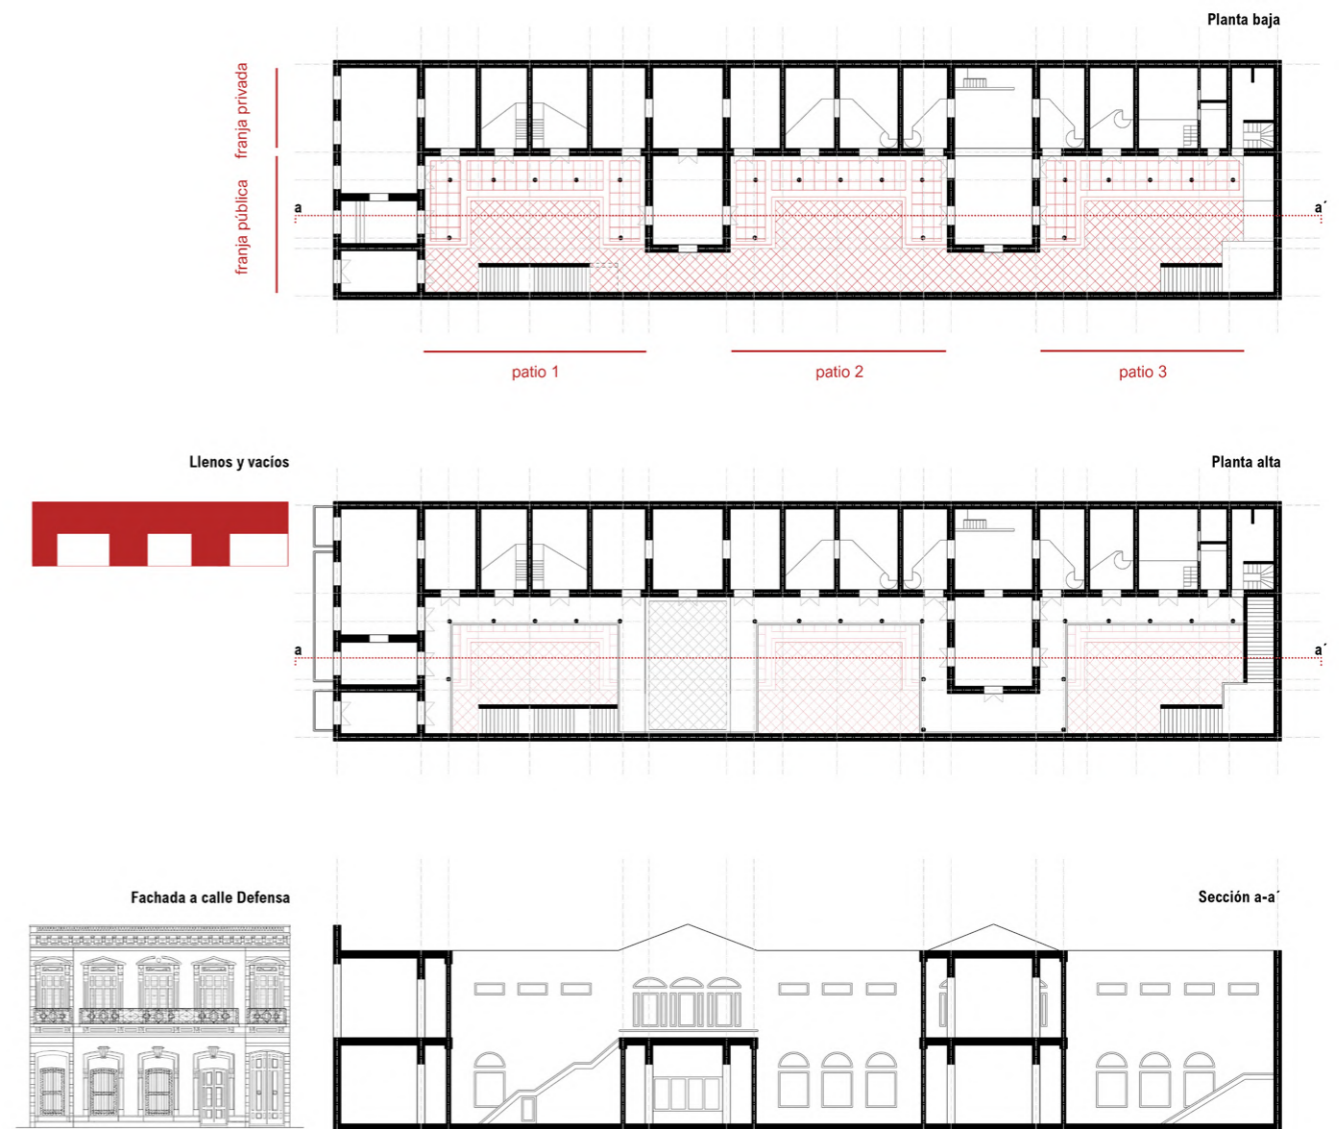 Planta baja
franja privada
franja pública
a
a´
patio 1
patio 2
patio 3
Llenos y vacíos
Planta alta
a
a´
Fachada a calle Defensa
Sección a-a´